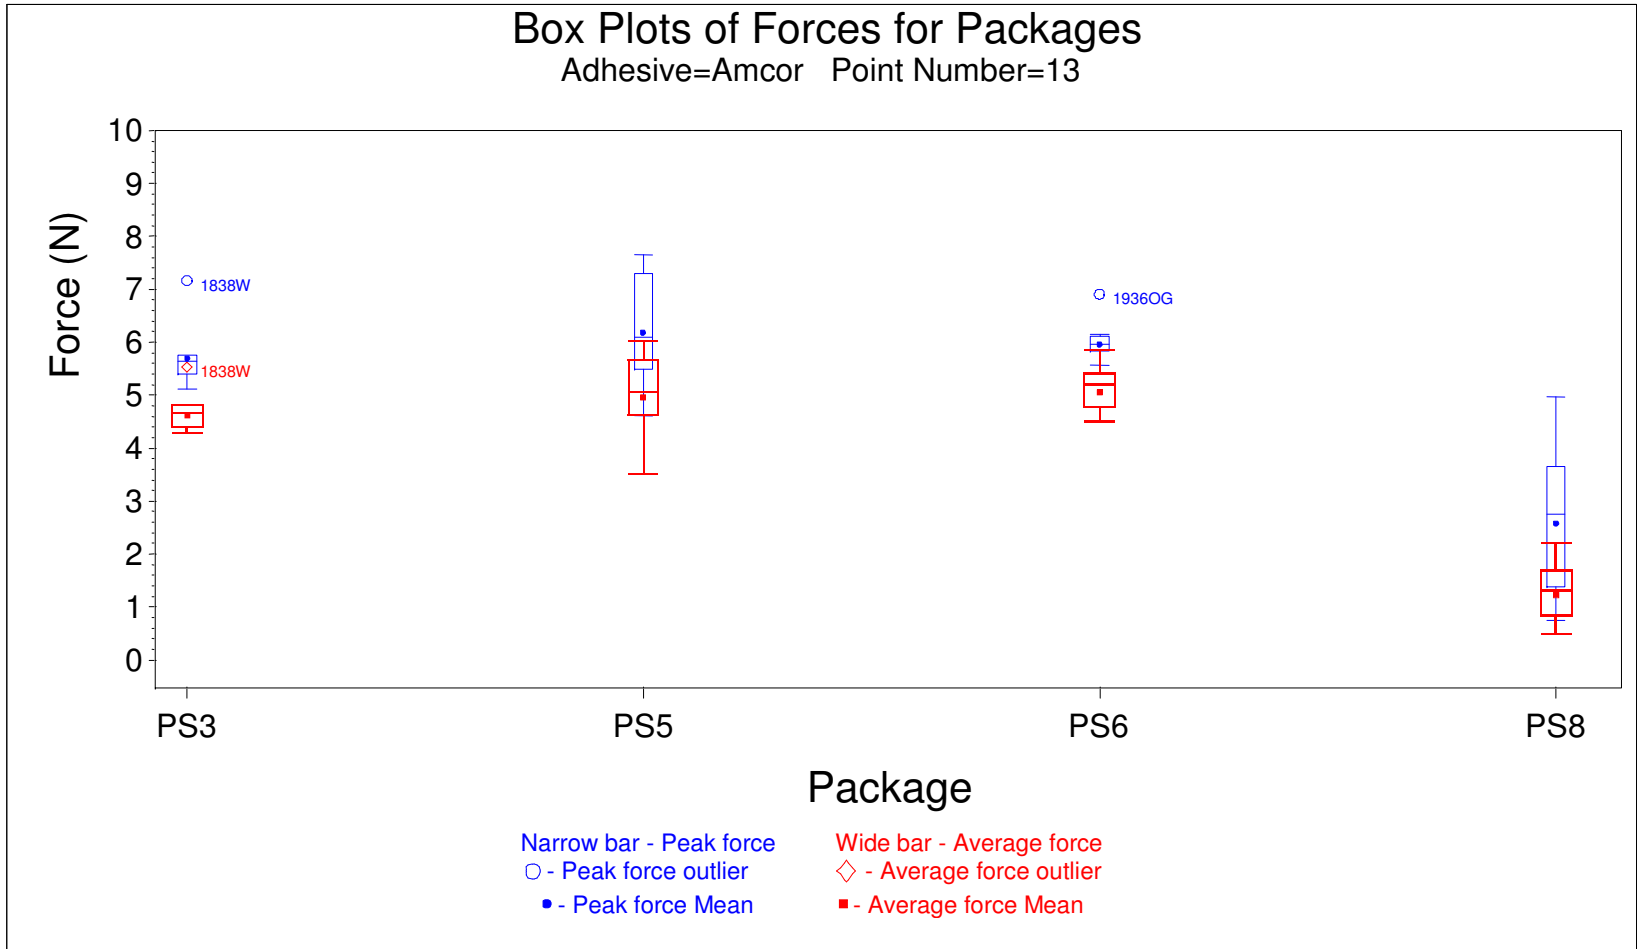 Box Plots of Forces for Packages
Adhesive=Amcor Point Number=13
10
9
8
7
6
5
4
3
2
1
0
Force (N)
1838W
1838W
1936OG
PS3 PS5 PS6 PS8
Package
Narrow bar - Peak force Wide bar - Average force
- Peak force outlier - Average force outlier
- Peak force Mean - Average force Mean